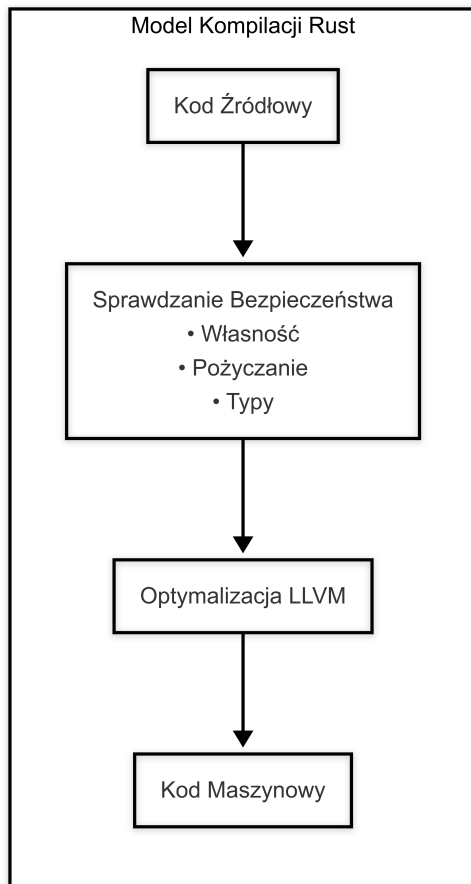 Model Kompilacji Rust
Kod Źródłowy
Sprawdzanie Bezpieczeństwa
• Własność
• Pożyczanie
• Typy
Optymalizacja LLVM
Kod Maszynowy